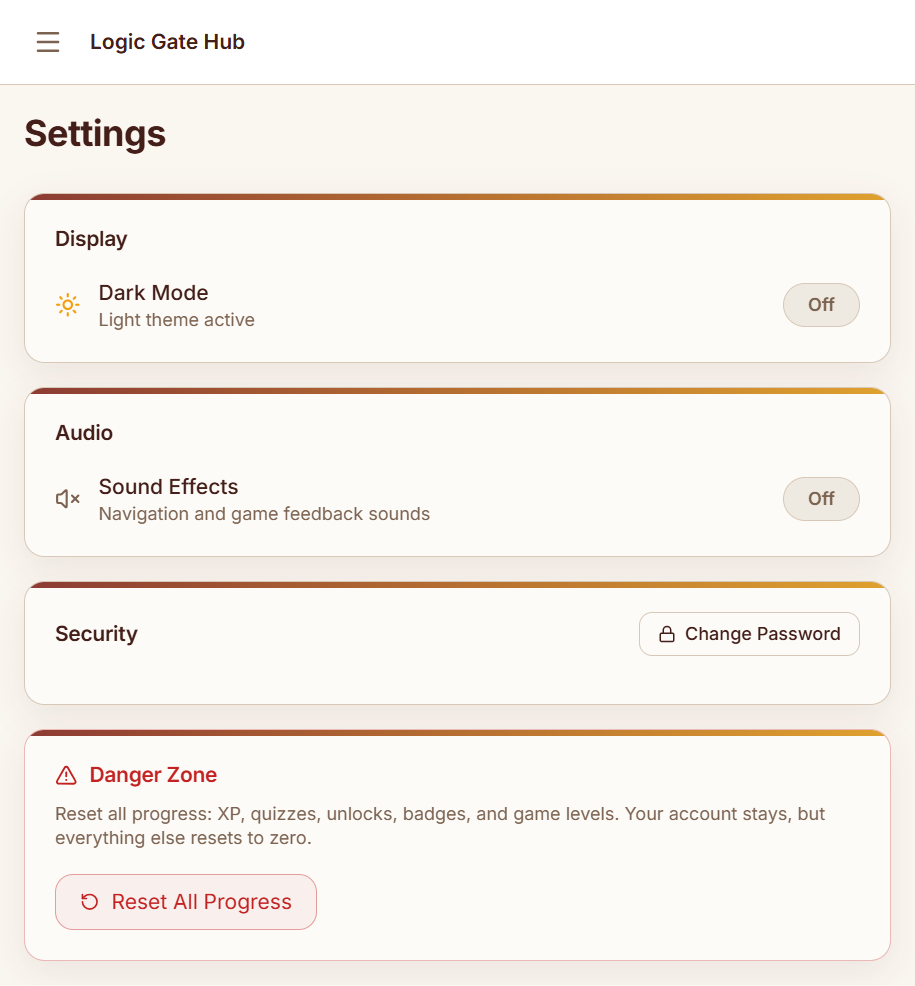 Logic Gate Hub
Settings
Display
Dark Mode
Light theme active
Off
Audio
Sound Effects
Navigation and game feedback sounds
Off
Security
Change Password
Danger Zone
Reset all progress: XP, quizzes, unlocks, badges, and game levels. Your account stays, but
everything else resets to zero.
Reset All Progress